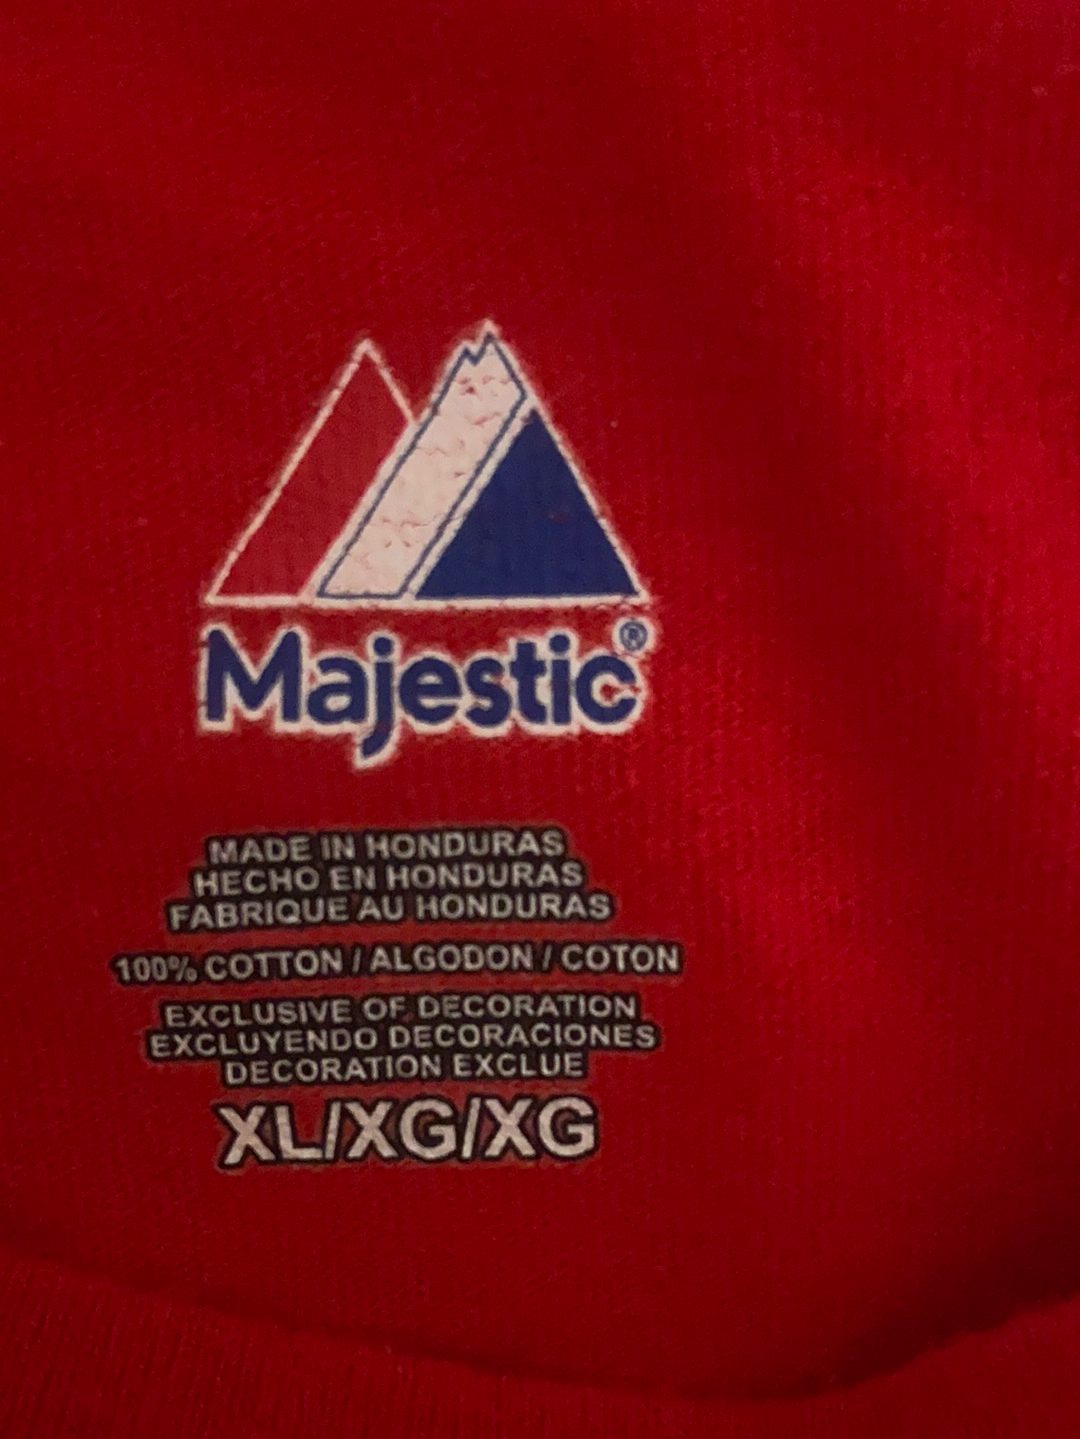 Majestic®
MADE IN HONDURAS
HECHO EN HONDURAS
FABRIQUE AU HONDURAS
100% COTTON / ALGODON / COTON
EXCLUSIVE OF DECORATION
EXCLUYENDO DECORACIONES
DECORATION EXCLUE
XL/XG/XG